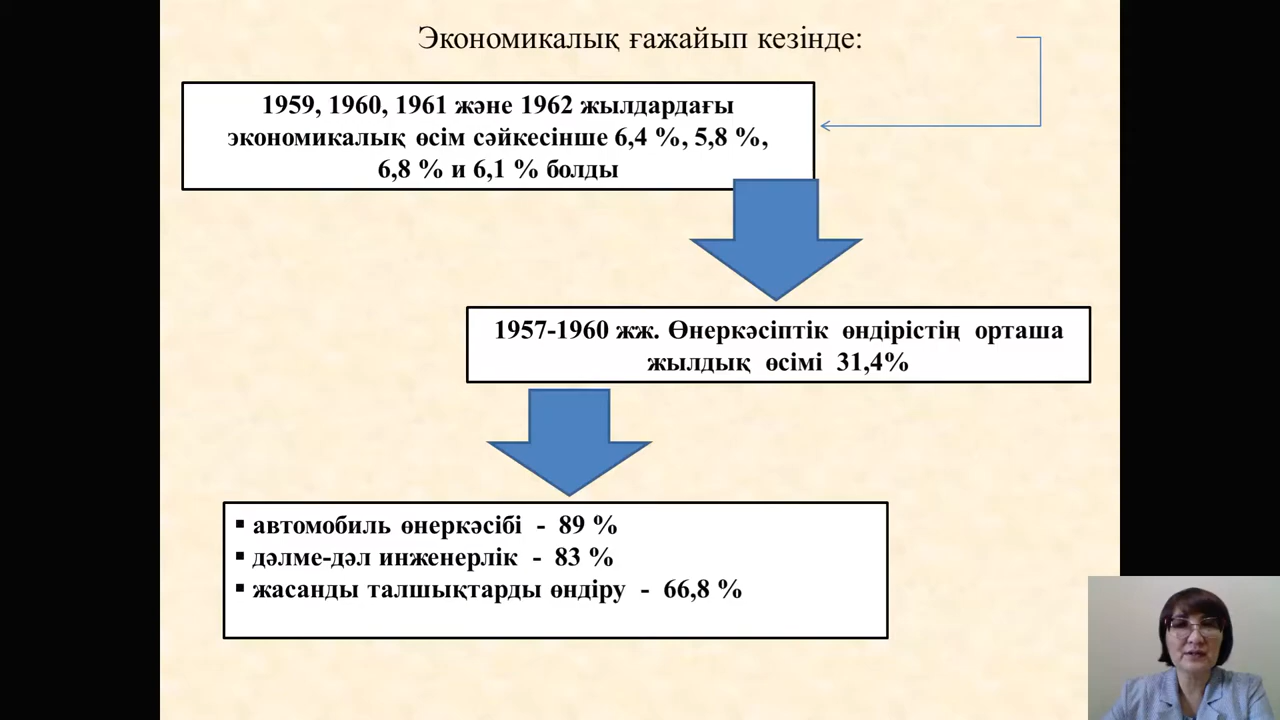 Экономикалық ғажайып кезінде:
1959, 1960, 1961 және 1962 жылдардағы
экономикалық өсім сәйкесінше 6,4 %, 5,8 %,
6,8 % и 6,1 % болды
1957-1960 жж. Өнеркәсіптік өндірістің орташа
жылдық өсімі 31,4%
▪ автомобиль өнеркәсібі - 89 %
▪ дәлме-дәл инженерлік - 83 %
▪ жасанды талшықтарды өндіру - 66,8 %